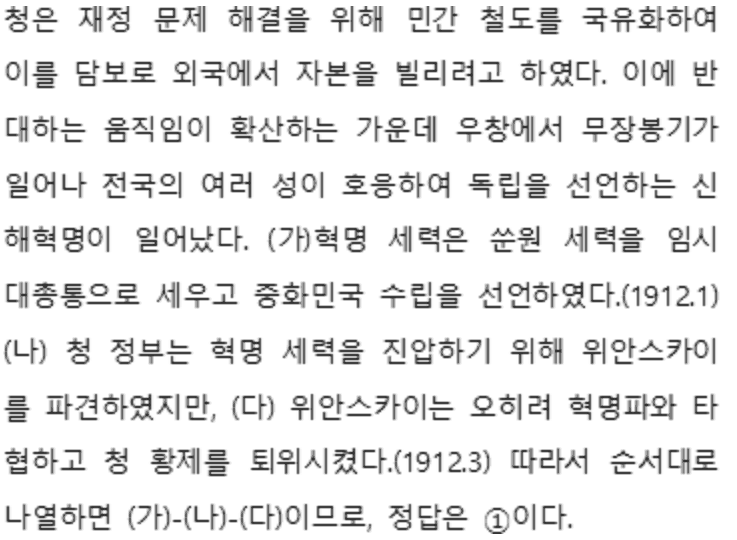 청은 재정 문제 해결을 위해 민간 철도를 국유화하여
이를 담보로 외국에서 자본을 빌리려고 하였다. 이에 반
대하는 움직임이 확산하는 가운데 우창에서 무장봉기가
일어나 전국의 여러 성이 호응하여 독립을 선언하는 신
해혁명이 일어났다. (가)혁명 세력은 쑨원 세력을 임시
대총통으로 세우고 중화민국 수립을 선언하였다.(1912.1)
(나) 청 정부는 혁명 세력을 진압하기 위해 위안스카이
를 파견하였지만, (다) 위안스카이는 오히려 혁명파와 타
협하고 청 황제를 퇴위시켰다.(1912.3) 따라서 순서대로
나열하면 (가)-(나)-(다)이므로, 정답은 ①이다.